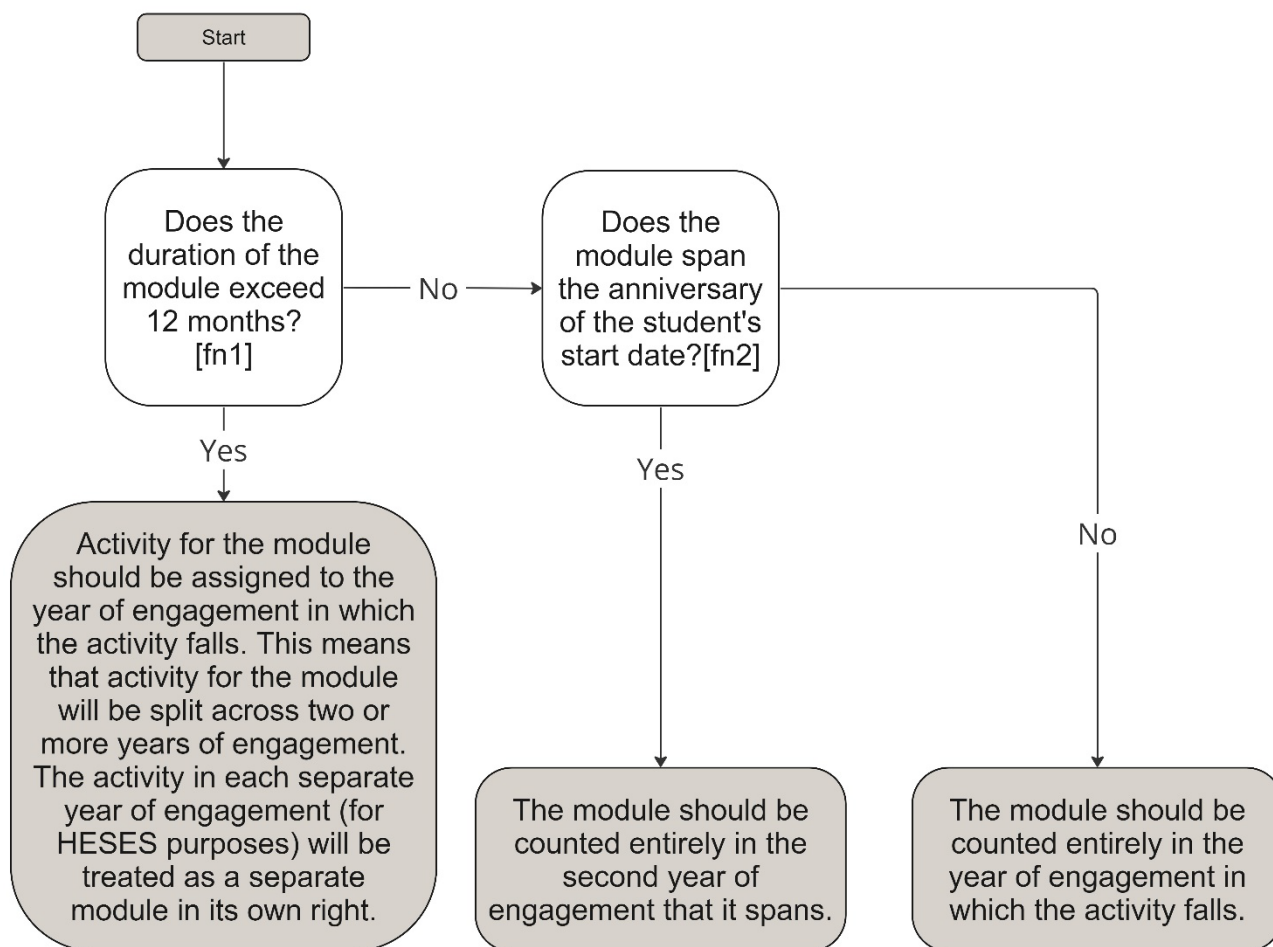 Start
Does the
duration of the
module exceed
12 months?
[fn1]
No
Does the
module span
the anniversary
of the student's
start date?[fn2]
Yes
Yes
No
Activity for the module
should be assigned to the
year of engagement in which
the activity falls. This means
that activity for the module
will be split across two or
more years of engagement.
The activity in each separate
year of engagement (for
HESES purposes) will be
treated as a separate
module in its own right.
The module should be
counted entirely in the
second year of
engagement that it spans.
The module should be
counted entirely in the
year of engagement in
which the activity falls.